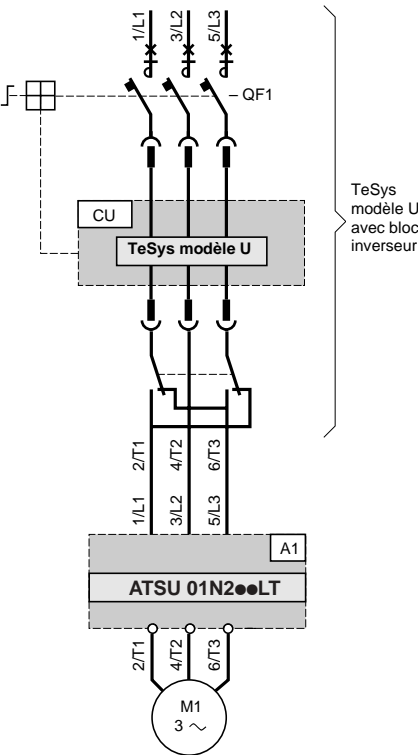 1/L1 3/L2 5/L3
QF1
TeSys
modèle U
avec bloc
inverseur
CU
TeSys modèle U
2/T1 4/T2 6/T3
1/L1 3/L2 5/L3
A1
ATSU 01N2●●LT
2/T1 4/T2 6/T3
M1
3 ~